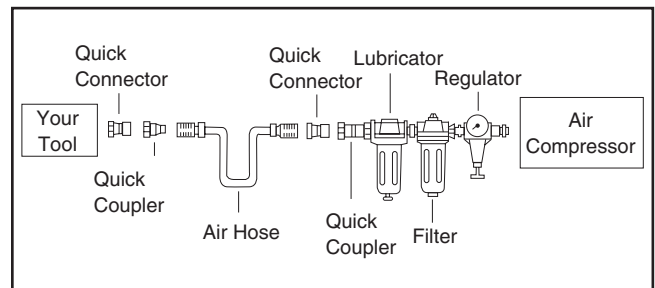 Quick
Connector
Quick
Connector
Lubricator
Regulator
Your
Tool
Air
Compressor
Quick
Coupler
Air Hose
Quick
Coupler
Filter